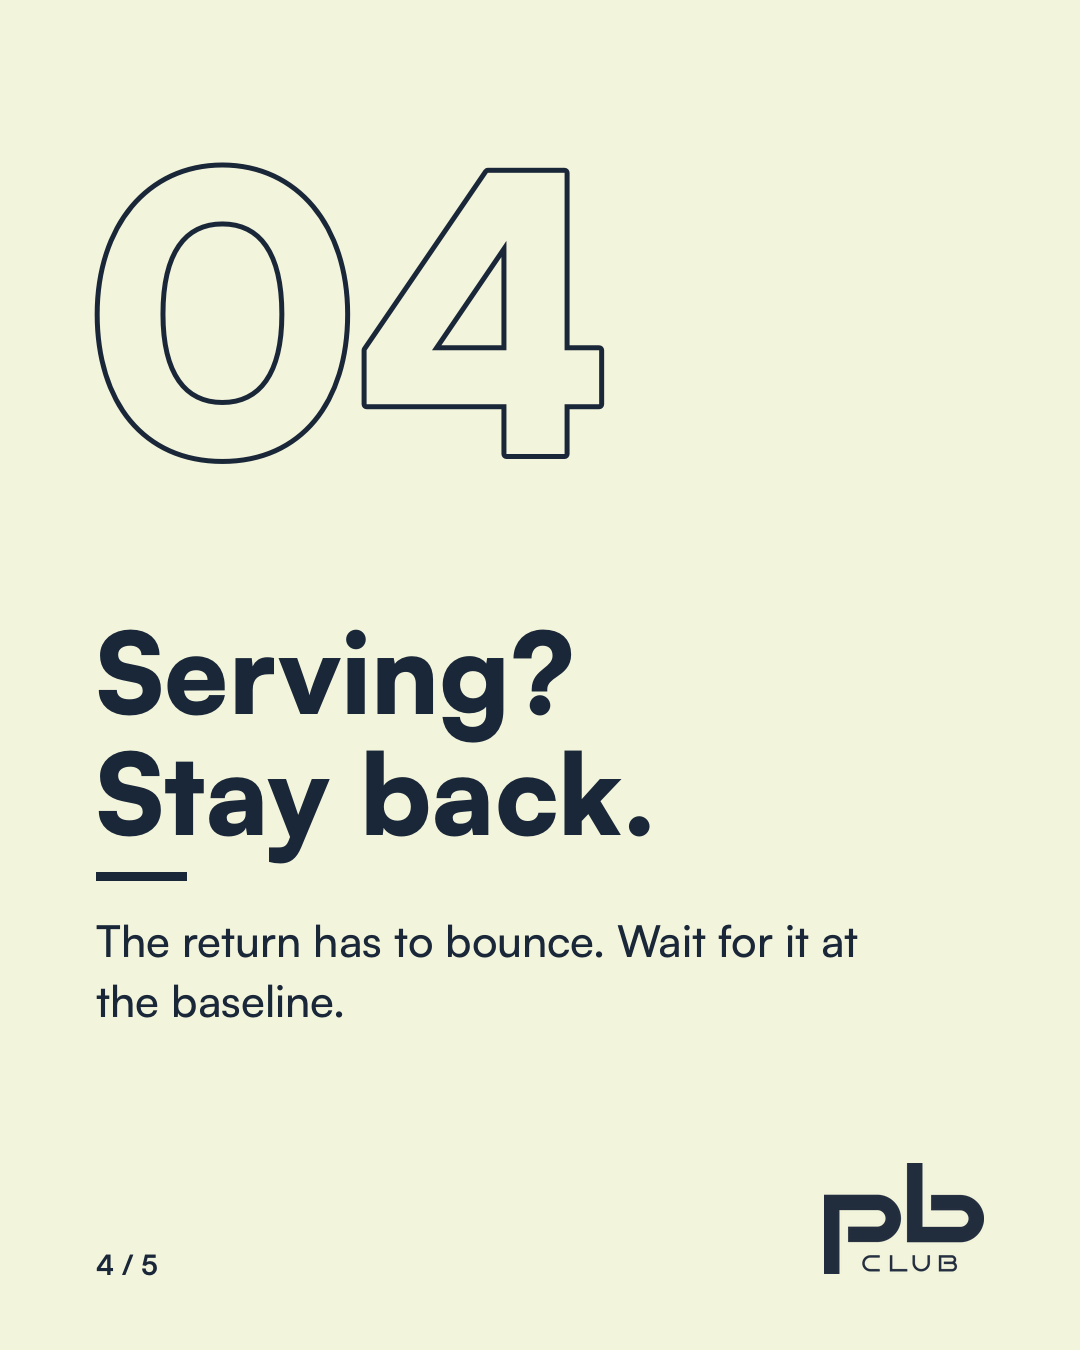 04
Serving?
Stay back.
The return has to bounce. Wait for it at
the baseline.
4 / 5
pb
CLUB